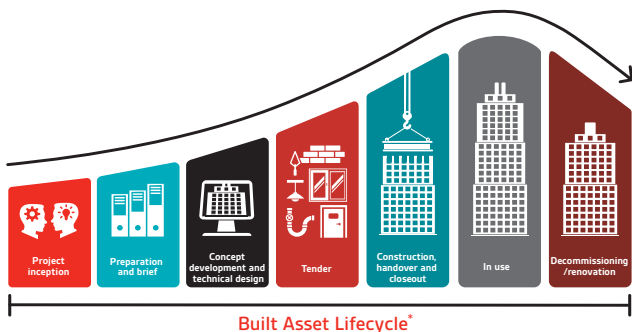 Project
inception
Preparation
and brief
Concept
development and
technical design
Tender
Construction,
handover and
closeout
In use
Decommissioning
/renovation
Built Asset Lifecycle*